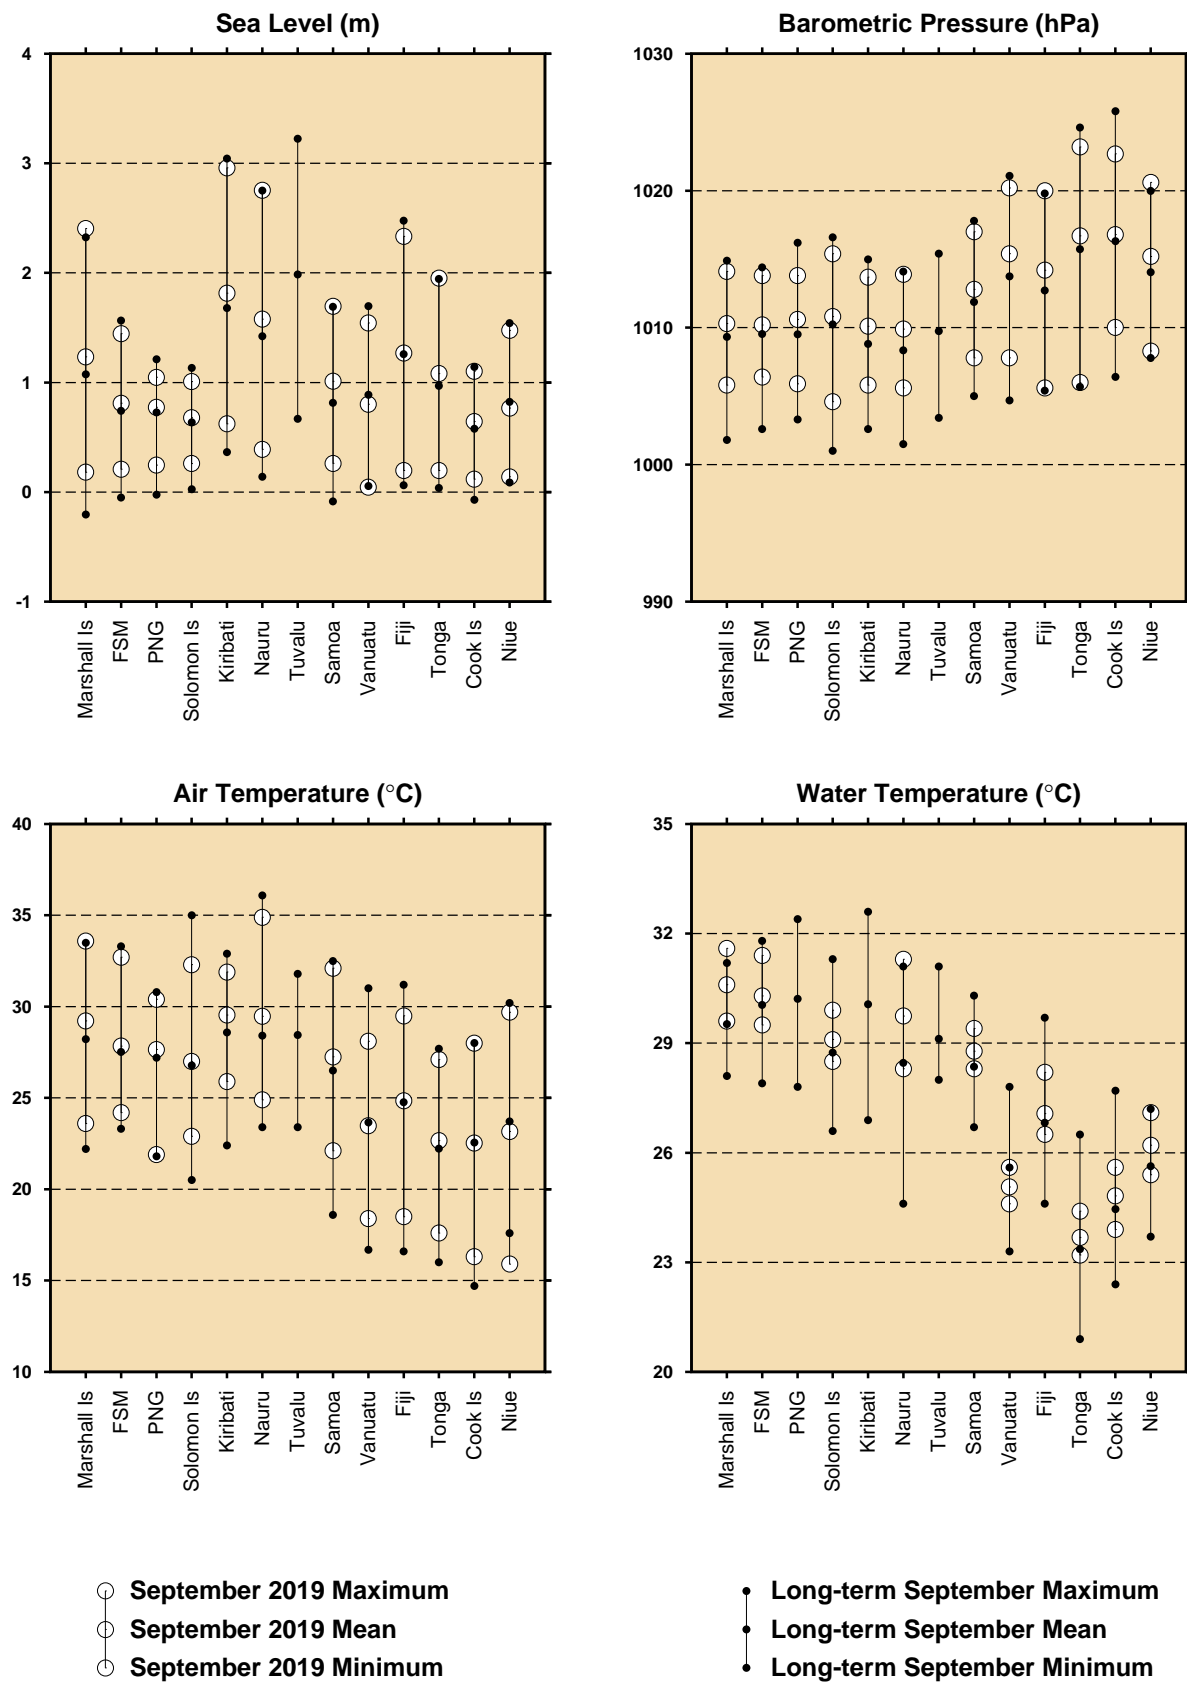 Sea Level (m)
4
3
2
1
0
-1
Marshall Is
FSM
PNG
Solomon Is
Kiribati
Nauru
Tuvalu
Samoa
Vanuatu
Fiji
Tonga
Cook Is
Niue
Barometric Pressure (hPa)
1030
1020
1010
1000
990
Marshall Is
FSM
PNG
Solomon Is
Kiribati
Nauru
Tuvalu
Samoa
Vanuatu
Fiji
Tonga
Cook Is
Niue
Air Temperature (°C)
40
35
30
25
20
15
10
Marshall Is
FSM
PNG
Solomon Is
Kiribati
Nauru
Tuvalu
Samoa
Vanuatu
Fiji
Tonga
Cook Is
Niue
Water Temperature (°C)
35
32
29
26
23
20
Marshall Is
FSM
PNG
Solomon Is
Kiribati
Nauru
Tuvalu
Samoa
Vanuatu
Fiji
Tonga
Cook Is
Niue
September 2019 Maximum
September 2019 Mean
September 2019 Minimum
Long-term September Maximum
Long-term September Mean
Long-term September Minimum